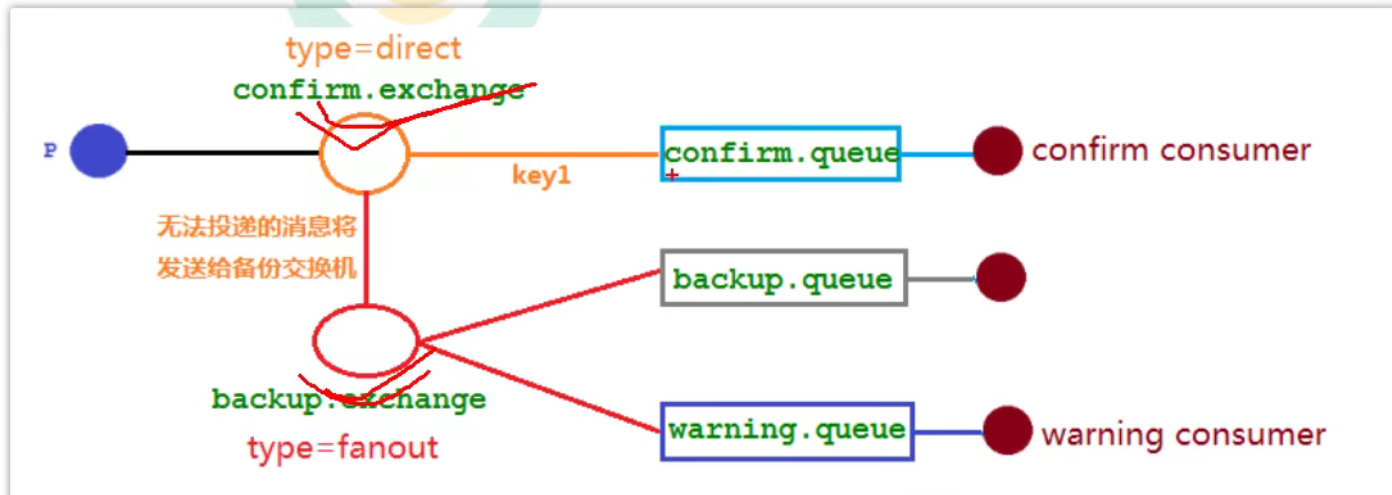 type=direct
confirm.exchange
P
key1
confirm.queue
confirm consumer
无法投递的消息将
发送给备份交换机
backup.queue
backup.exchange
type=fanout
warning.queue
warning consumer